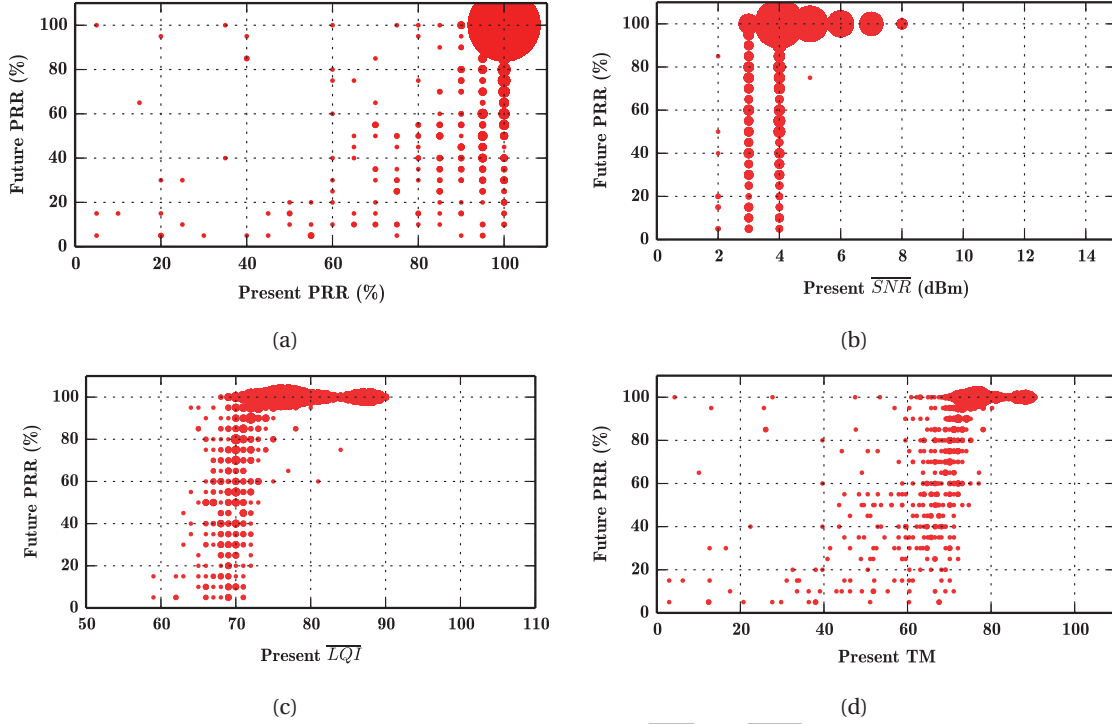 100
80
60
40
20
0
Future PRR (%)
0 20 40 60 80 100
Present PRR (%)
(a)
100
80
60
40
20
0
Future PRR (%)
2 4 6 8 10 12 14
Present SNR (dBm)
(b)
100
80
60
40
20
0
Future PRR (%)
50 60 70 80 90 100 110
Present LQI
(c)
100
80
60
40
20
0
Future PRR (%)
0 20 40 60 80 100
Present TM
(d)